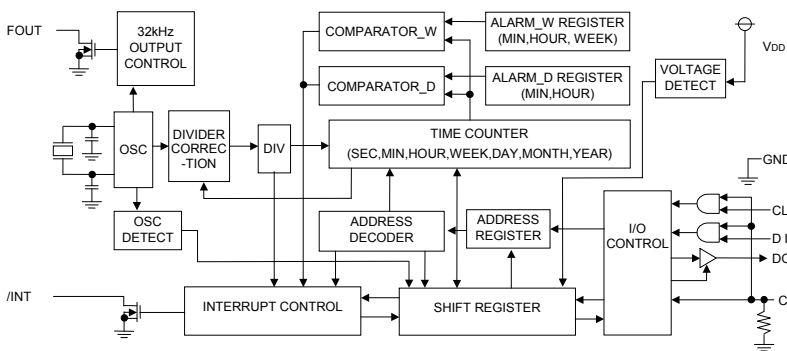 FOUT
32kHz
OUTPUT
CONTROL
COMPARATOR_W
ALARM_W REGISTER
(MIN,HOUR, WEEK)
COMPARATOR_D
ALARM_D REGISTER
(MIN,HOUR)
VOLTAGE
DETECT
VDD
OSC
DIVIDER
CORREC
-TION
DIV
TIME COUNTER
(SEC,MIN,HOUR,WEEK,DAY,MONTH,YEAR)
GND
OSC
DETECT
ADDRESS
DECODER
ADDRESS
REGISTER
I/O
CONTROL
CL
D I
DO
C
/INT
INTERRUPT CONTROL
SHIFT REGISTER